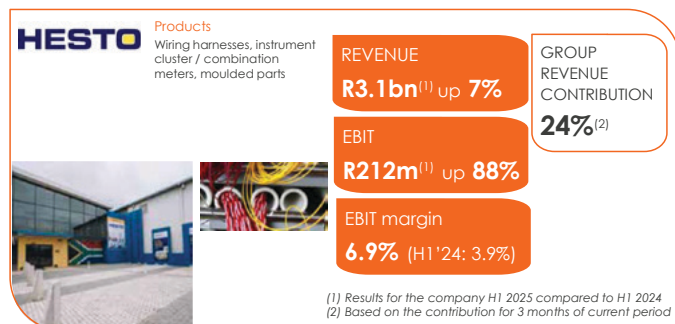 HESTO
Products
Wiring harnesses, instrument
cluster / combination
meters, moulded parts
REVENUE
R3.1bn(1) up 7%
GROUP
REVENUE
CONTRIBUTION
24%(2)
EBIT
R212m(1) up 88%
EBIT margin
6.9% (H1'24: 3.9%)
(1) Results for the company H1 2025 compared to H1 2024
(2) Based on the contribution for 3 months of current period